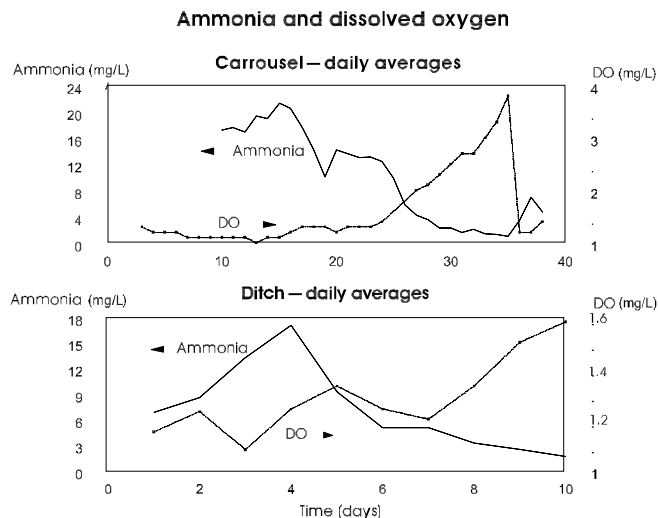 Ammonia and dissolved oxygen
Carrousel – daily averages
Ammonia (mg/L)
DO (mg/L)
24
20
16
12
8
4
0
4
3
2
1
◄ Ammonia
DO ►
0 10 20 30 40
Ditch – daily averages
Ammonia (mg/L)
DO (mg/L)
18
15
12
9
6
3
0
1.6
1.4
1.2
1
◄ Ammonia
DO ►
0 2 4 6 8 10
Time (days)